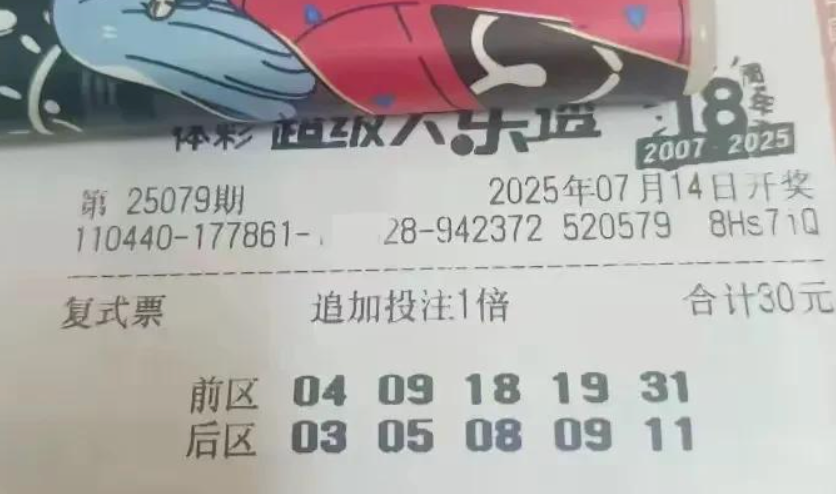 体彩 超级大乐透 18周年
2007-2025
第 25079期 2025年07月14日开奖
110440-177861- 28-942372 520579 8Hs7iQ
复式票 追加投注1倍 合计30元
前区 04 09 18 19 31
后区 03 05 08 09 11